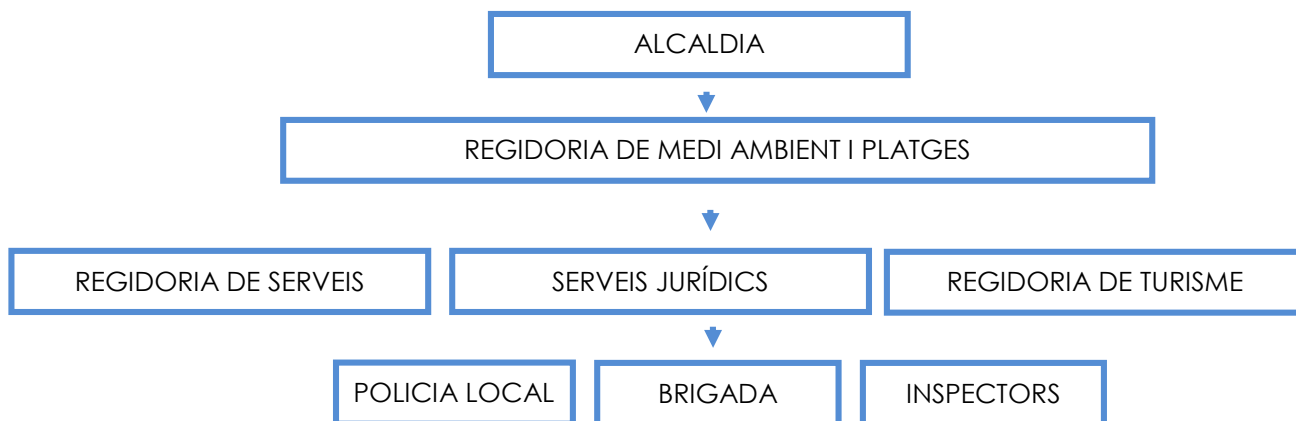 ALCALDIA
REGIDORIA DE MEDI AMBIENT I PLATGES
REGIDORIA DE SERVEIS
SERVEIS JURÍDICS
REGIDORIA DE TURISME
POLICIA LOCAL
BRIGADA
INSPECTORS